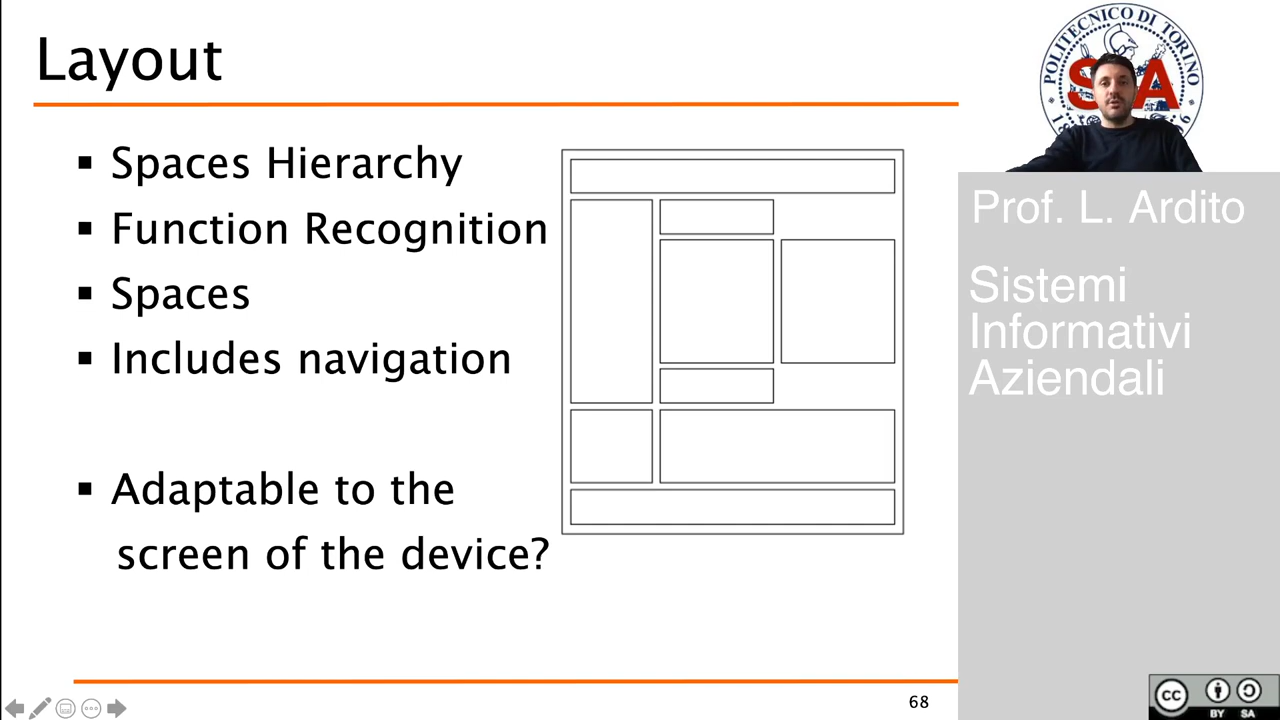 Layout
▪ Spaces Hierarchy
▪ Function Recognition
▪ Spaces
▪ Includes navigation
▪ Adaptable to the
screen of the device?
68
POLITECNICO DI TORINO
S A
Prof. L. Ardito
Sistemi
Informativi
Aziendali
cc
BY SA